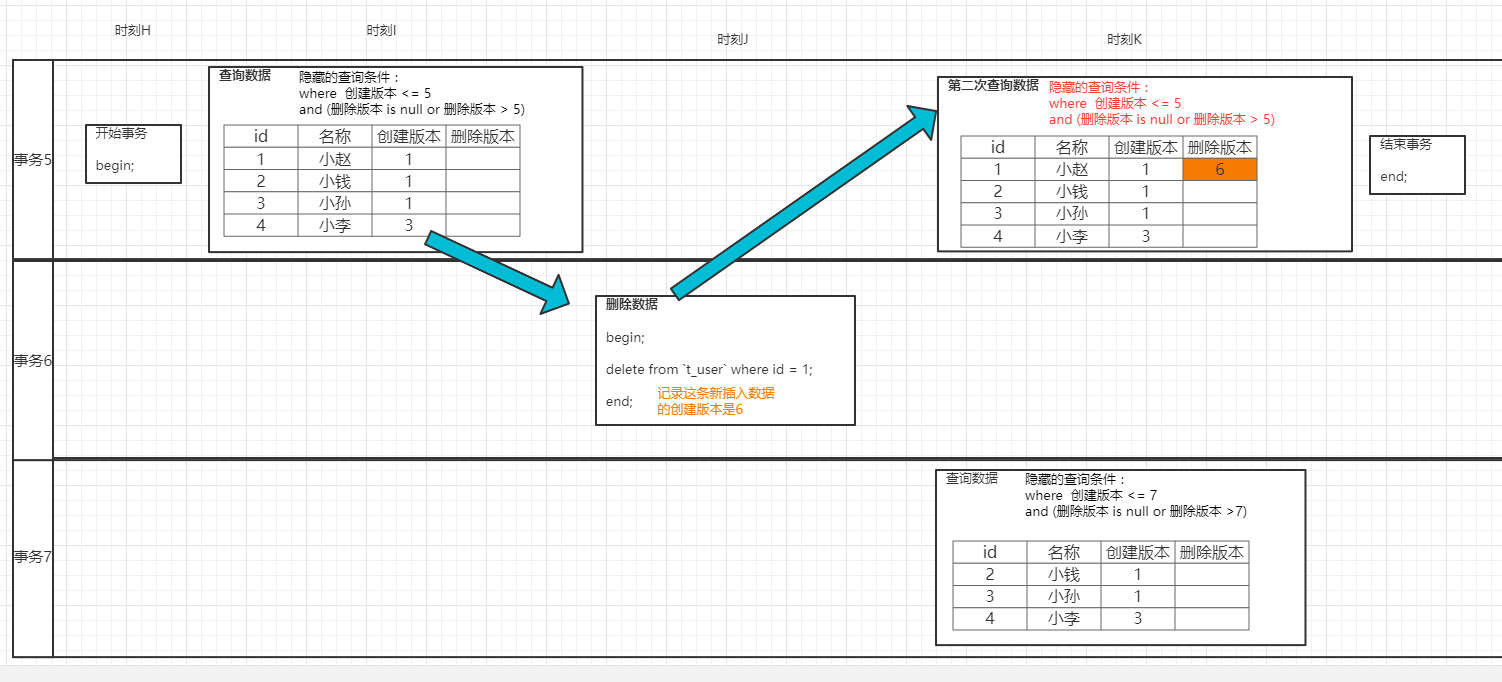 时刻H
时刻I
时刻J
时刻K
事务5
开始事务
begin;
查询数据
隐藏的查询条件：
where 创建版本 <= 5
and (删除版本 is null or 删除版本 > 5)
id 名称 创建版本 删除版本
1 小赵 1
2 小钱 1
3 小孙 1
4 小李 3
第二次查询数据
隐藏的查询条件：
where 创建版本 <= 5
and (删除版本 is null or 删除版本 > 5)
id 名称 创建版本 删除版本
1 小赵 1 6
2 小钱 1
3 小孙 1
4 小李 3
结束事务
end;
事务6
删除数据
begin;
delete from `t_user` where id = 1;
end;
记录这条新插入数据
的创建版本是6
事务7
查询数据
隐藏的查询条件：
where 创建版本 <= 7
and (删除版本 is null or 删除版本 >7)
id 名称 创建版本 删除版本
2 小钱 1
3 小孙 1
4 小李 3